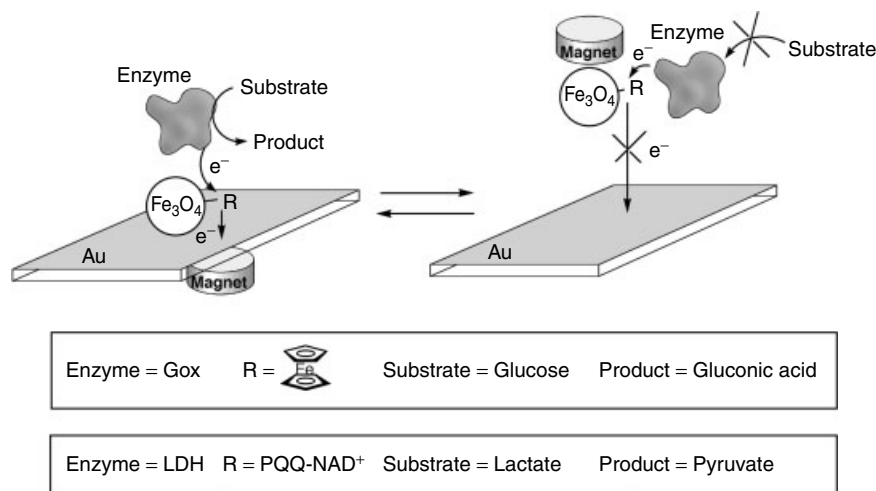 Enzyme
Substrate
Product
e⁻
Fe₃O₄
R
e⁻
Au
Magnet
Magnet
Enzyme
Substrate
e⁻
Fe₃O₄
R
e⁻
Au
Enzyme = Gox R = Fe Substrate = Glucose Product = Gluconic acid
Enzyme = LDH R = PQQ-NAD⁺ Substrate = Lactate Product = Pyruvate